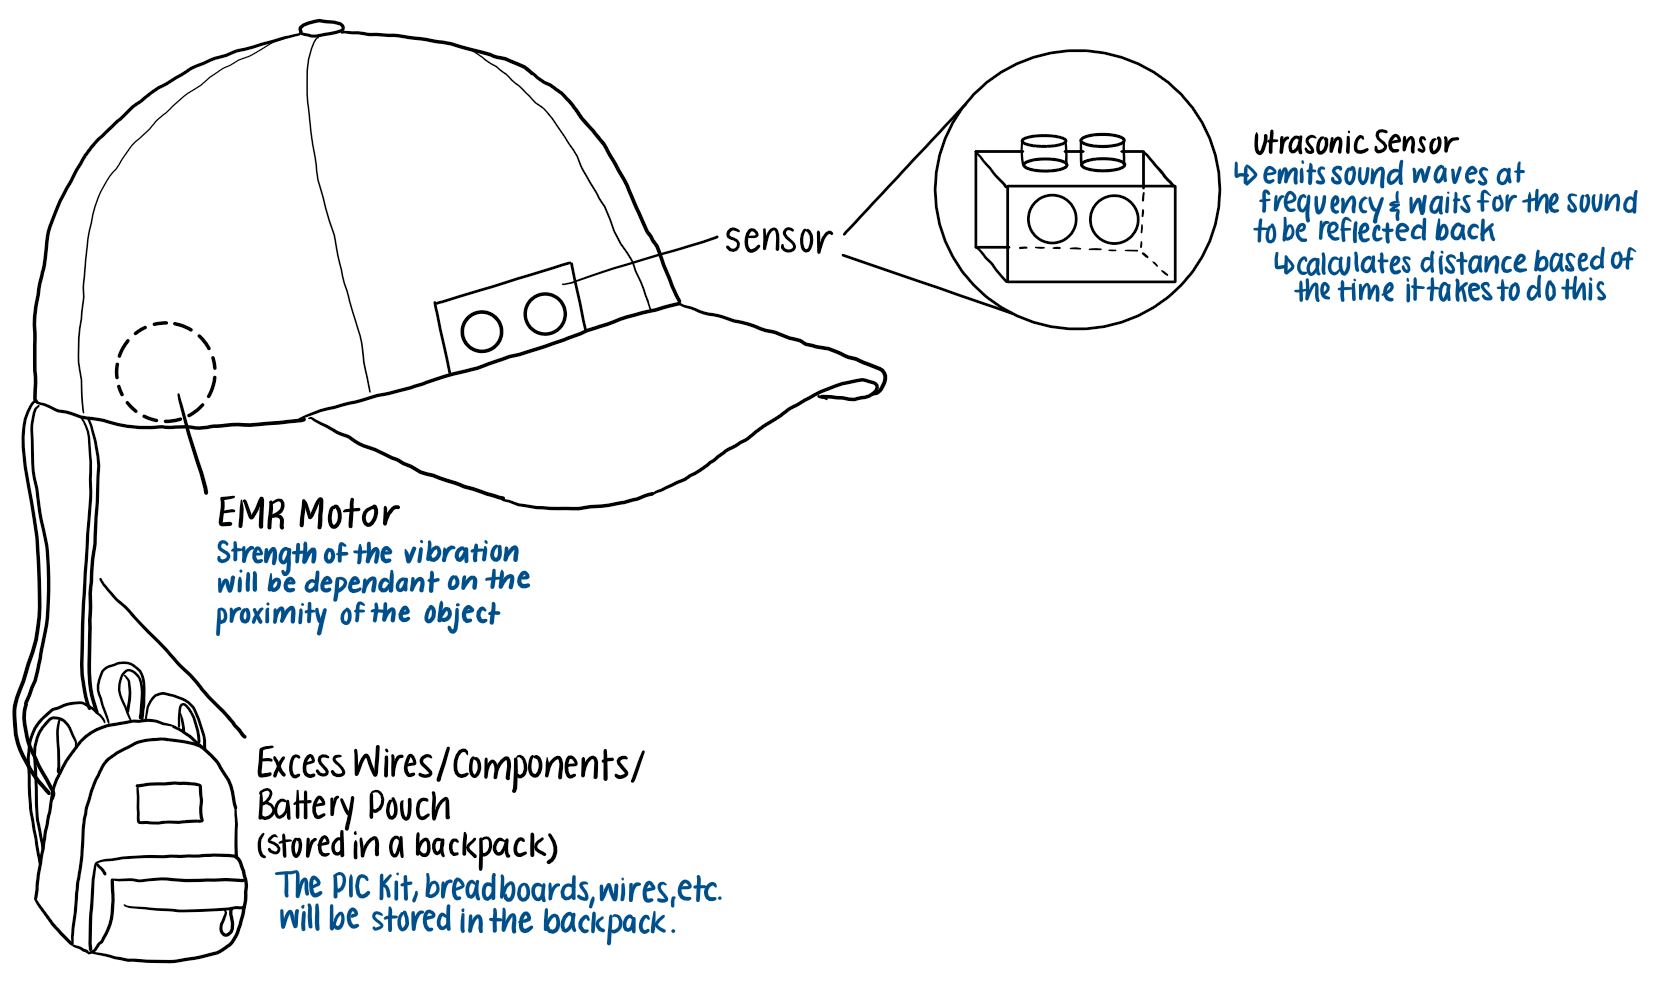 sensor
Utrasonic Sensor
↳ emits sound waves at
frequency & waits for the sound
to be reflected back
↳ calculates distance based of
the time it takes to do this
EMR Motor
Strength of the vibration
will be dependant on the
proximity of the object
Excess Wires/Components/
Battery Pouch
(stored in a backpack)
The PIC Kit, breadboards, wires, etc.
will be stored in the backpack.